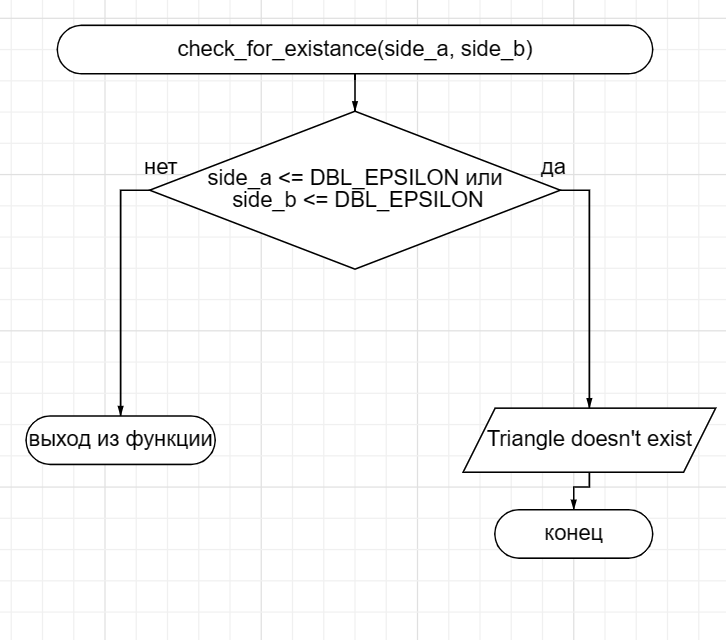 check_for_existance(side_a, side_b)
нет
да
side_a <= DBL_EPSILON или
side_b <= DBL_EPSILON
выход из функции
Triangle doesn't exist
конец